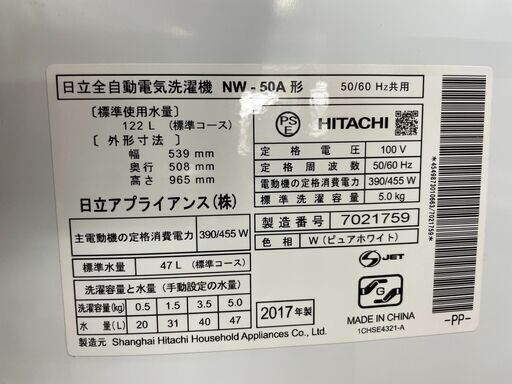 日立全自動電気洗濯機 NW - 50A 形 50/60 Hz共用
〔標準使用水量〕
122 L (標準コース)
〔外形寸法〕
幅 539 mm
奥行 508 mm
高さ 965 mm
日立アプライアンス(株)
主電動機の定格消費電力 390/455 W
標準水量 47 L (標準コース)
洗濯容量と水量 (手動設定の水量)
洗濯容量(kg) 0.5 1.5 3.5 5.0
水量(L) 20 31 40 47
製造元 Shanghai Hitachi Household Appliances Co., Ltd.
PS
E
HITACHI
定格電圧 100 V
定格周波数 50/60 Hz
電動機の定格消費電力 390/455 W
標準洗濯容量 5.0kg
製造番号 7021759
色相 W (ピュアホワイト)
2017年製
S JET
G
MADE IN CHINA
1CHSE4321-A
-PP-